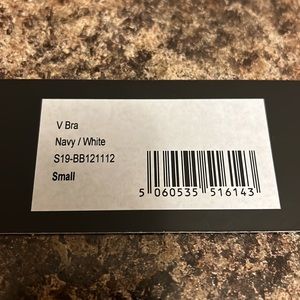 V Bra
Navy / White
S19-BB121112
Small
5 060535 516143